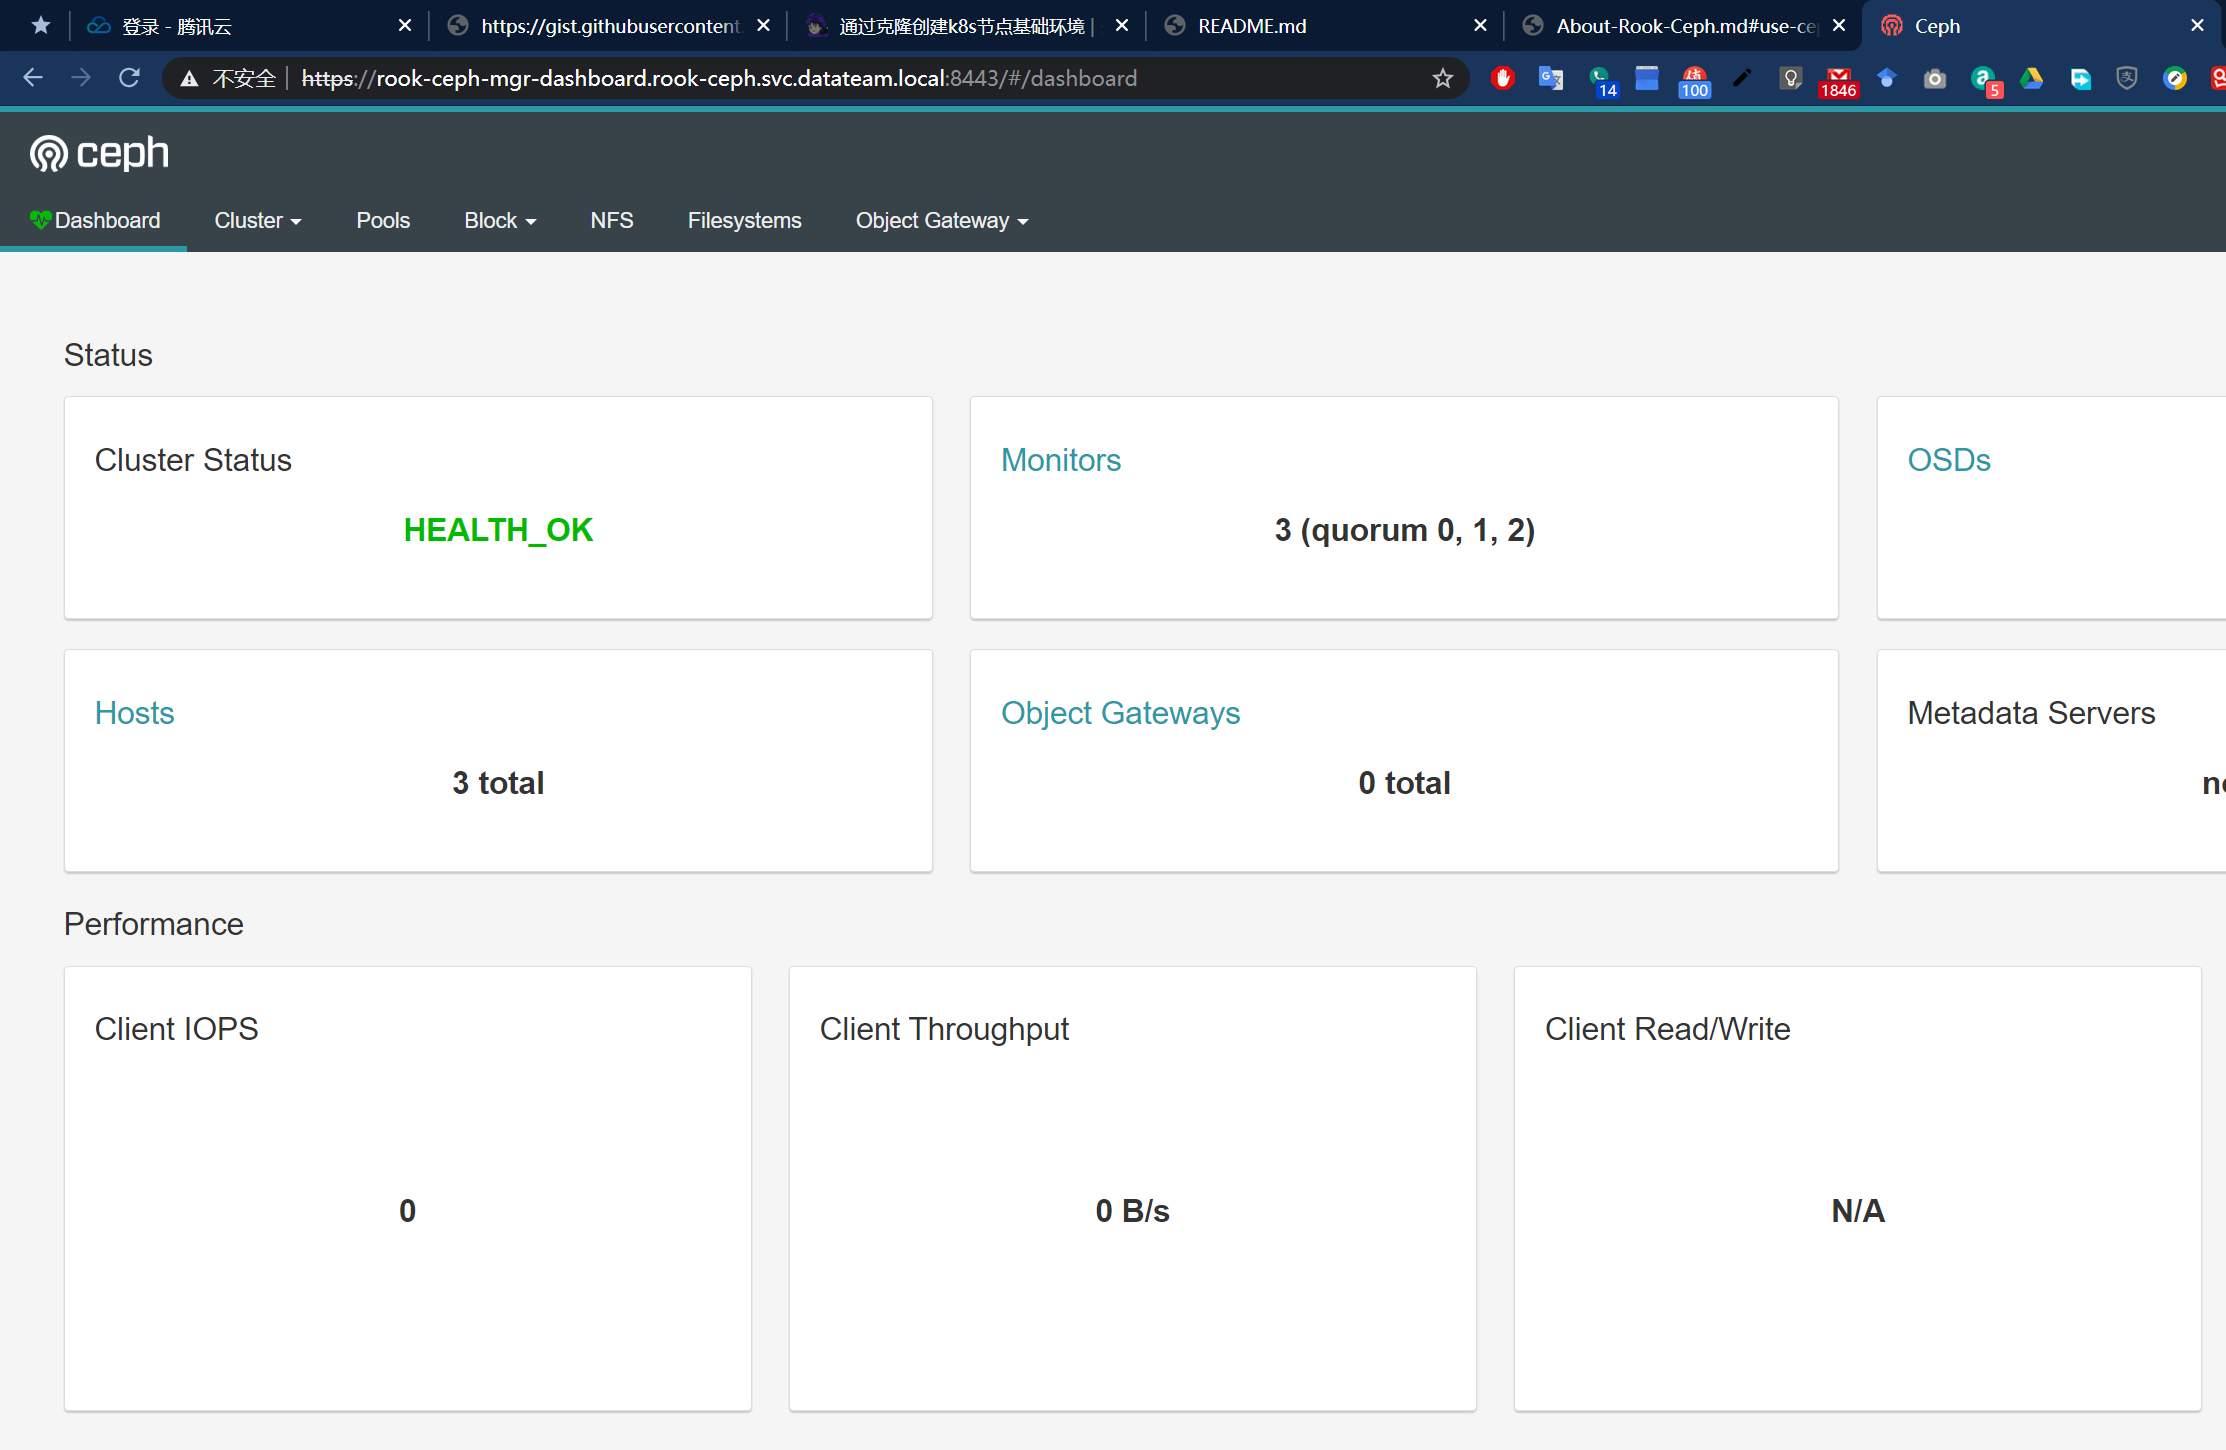 登录 - 腾讯云
https://gist.githubusercontent.
通过克隆创建k8s节点基础环境 |
README.md
About-Rook-Ceph.md#use-cep
Ceph
不安全 | https://rook-ceph-mgr-dashboard.rook-ceph.svc.datateam.local:8443/#/dashboard
14
100
1846
5
ceph
Dashboard
Cluster
Pools
Block
NFS
Filesystems
Object Gateway
Status
Cluster Status
HEALTH_OK
Monitors
3 (quorum 0, 1, 2)
OSDs
Hosts
3 total
Object Gateways
0 total
Metadata Servers
Performance
Client IOPS
0
Client Throughput
0 B/s
Client Read/Write
N/A